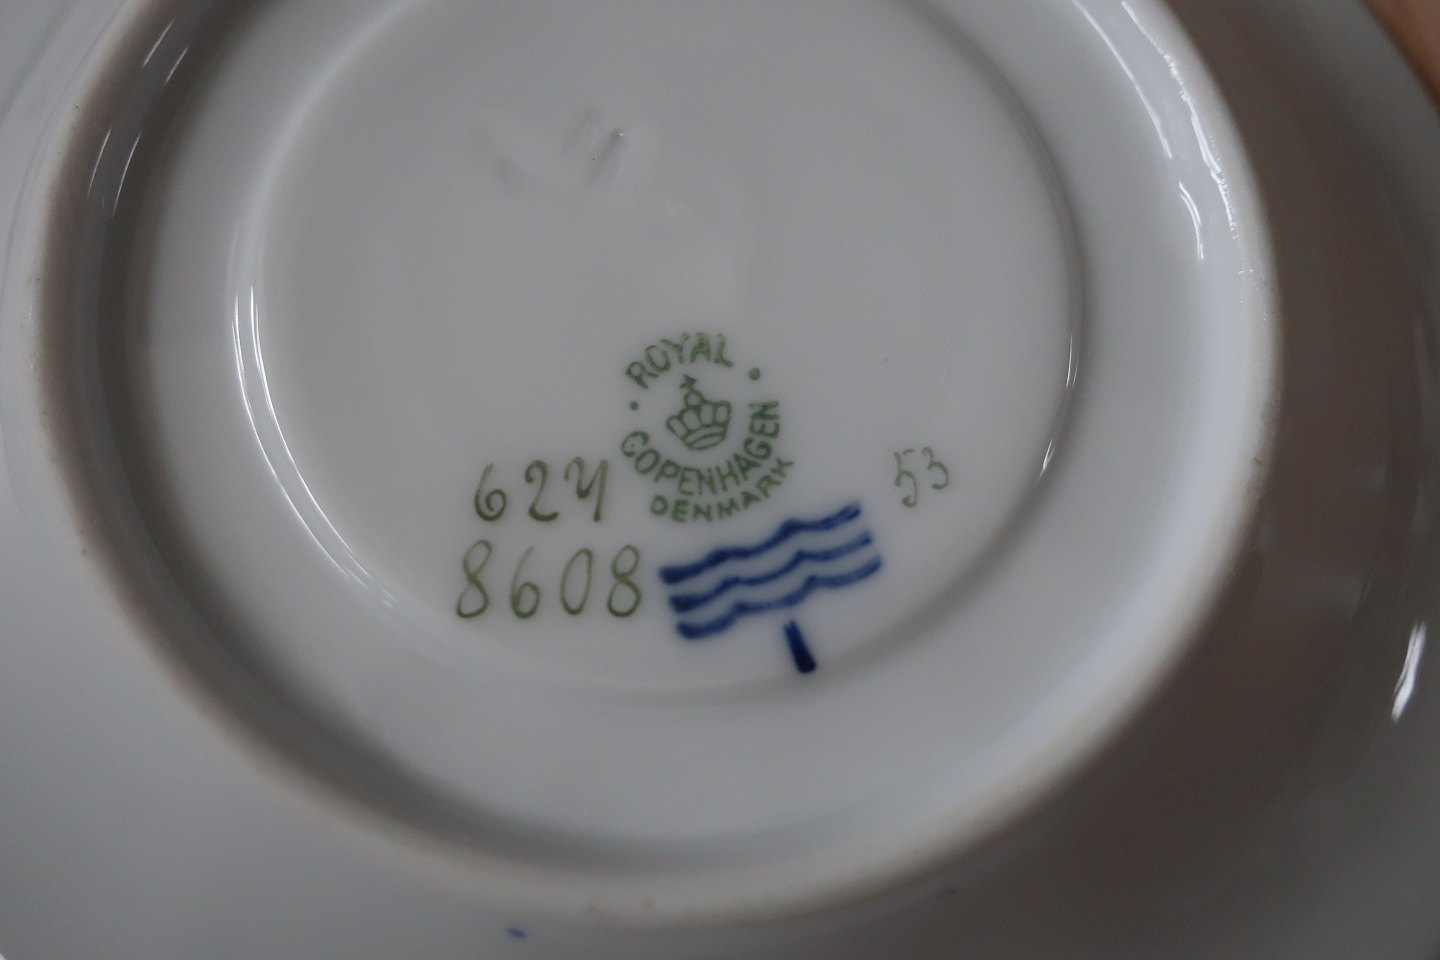 ROYAL
COPENHAGEN
DENMARK
624
8608
53